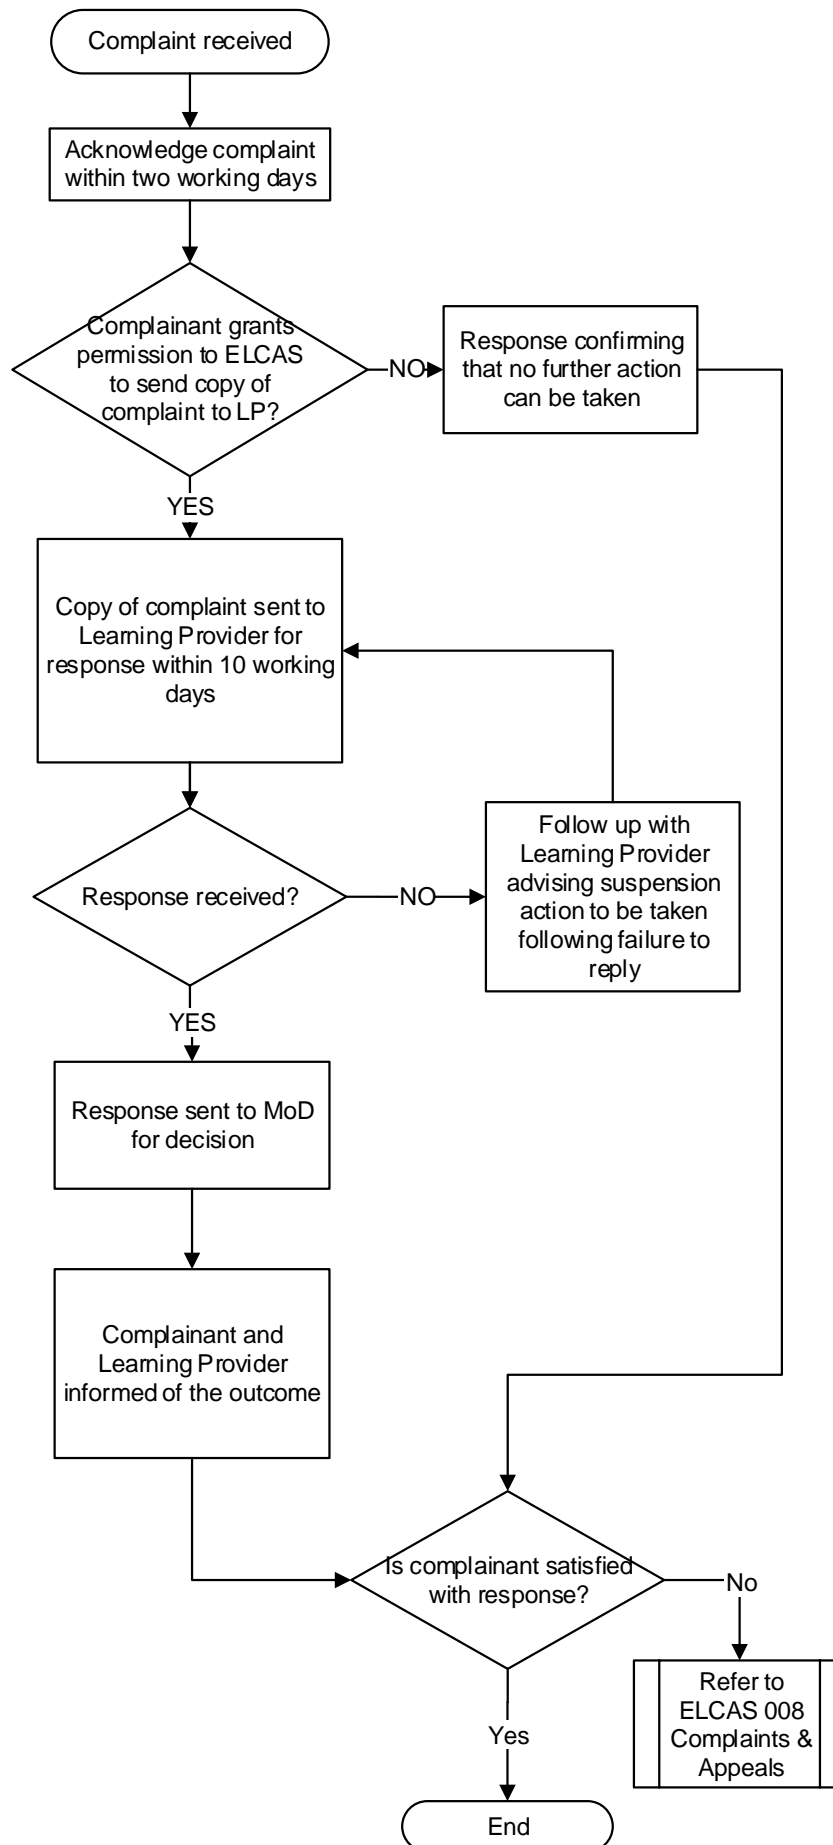 Complaint received
Acknowledge complaint
within two working days
Complainant grants
permission to ELCAS
to send copy of
complaint to LP?
NO
Response confirming
that no further action
can be taken
YES
Copy of complaint sent to
Learning Provider for
response within 10 working
days
Response received?
NO
Follow up with
Learning Provider
advising suspension
action to be taken
following failure to
reply
YES
Response sent to MoD
for decision
Complainant and
Learning Provider
informed of the outcome
Is complainant satisfied
with response?
No
Refer to
ELCAS 008
Complaints &
Appeals
Yes
End